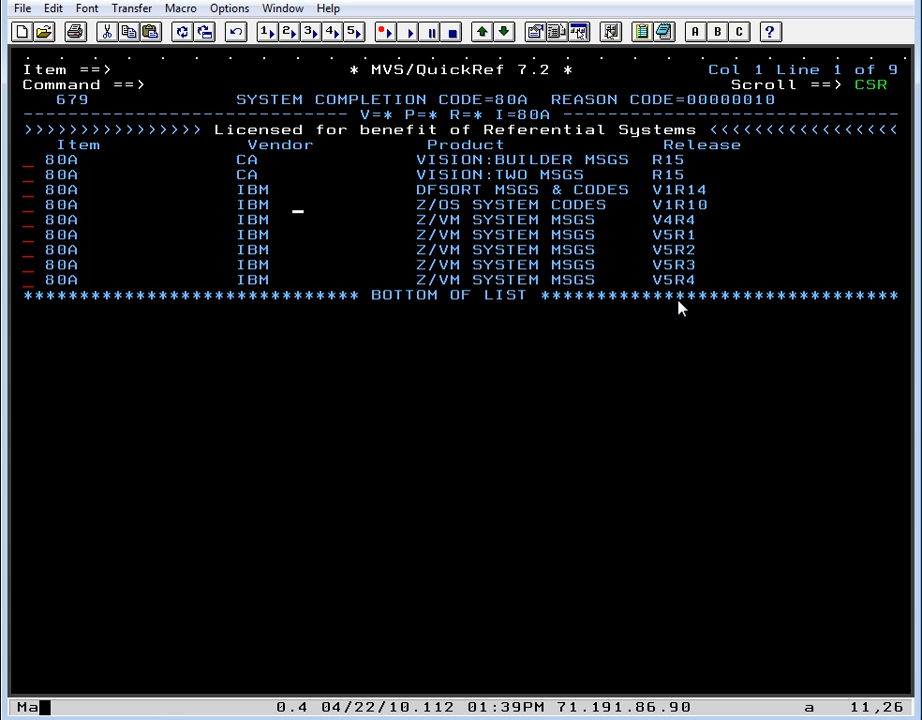 File Edit Font Transfer Macro Options Window Help
1 2 3 4 5 A B C ?
Item ==> * MVS/QuickRef 7.2 * Col 1 Line 1 of 9
Command ==> Scroll ==> CSR
679 SYSTEM COMPLETION CODE=80A REASON CODE=00000010
---------------------------------- V=* P=* R=* I=80A ----------------------------------
>>>>>>>>>>>>>>>> Licensed for benefit of Referential Systems <<<<<<<<<<<<<<<<<
Item Vendor Product Release
_ 80A CA VISION:BUILDER MSGS R15
_ 80A CA VISION:TWO MSGS R15
_ 80A IBM DFSORT MSGS & CODES V1R14
_ 80A IBM Z/OS SYSTEM CODES V1R10
_ 80A IBM Z/VM SYSTEM MSGS V4R4
_ 80A IBM Z/VM SYSTEM MSGS V5R1
_ 80A IBM Z/VM SYSTEM MSGS V5R2
_ 80A IBM Z/VM SYSTEM MSGS V5R3
_ 80A IBM Z/VM SYSTEM MSGS V5R4
****************************** BOTTOM OF LIST ********************************
Ma 0.4 04/22/10.112 01:39PM 71.191.86.90 a 11,26